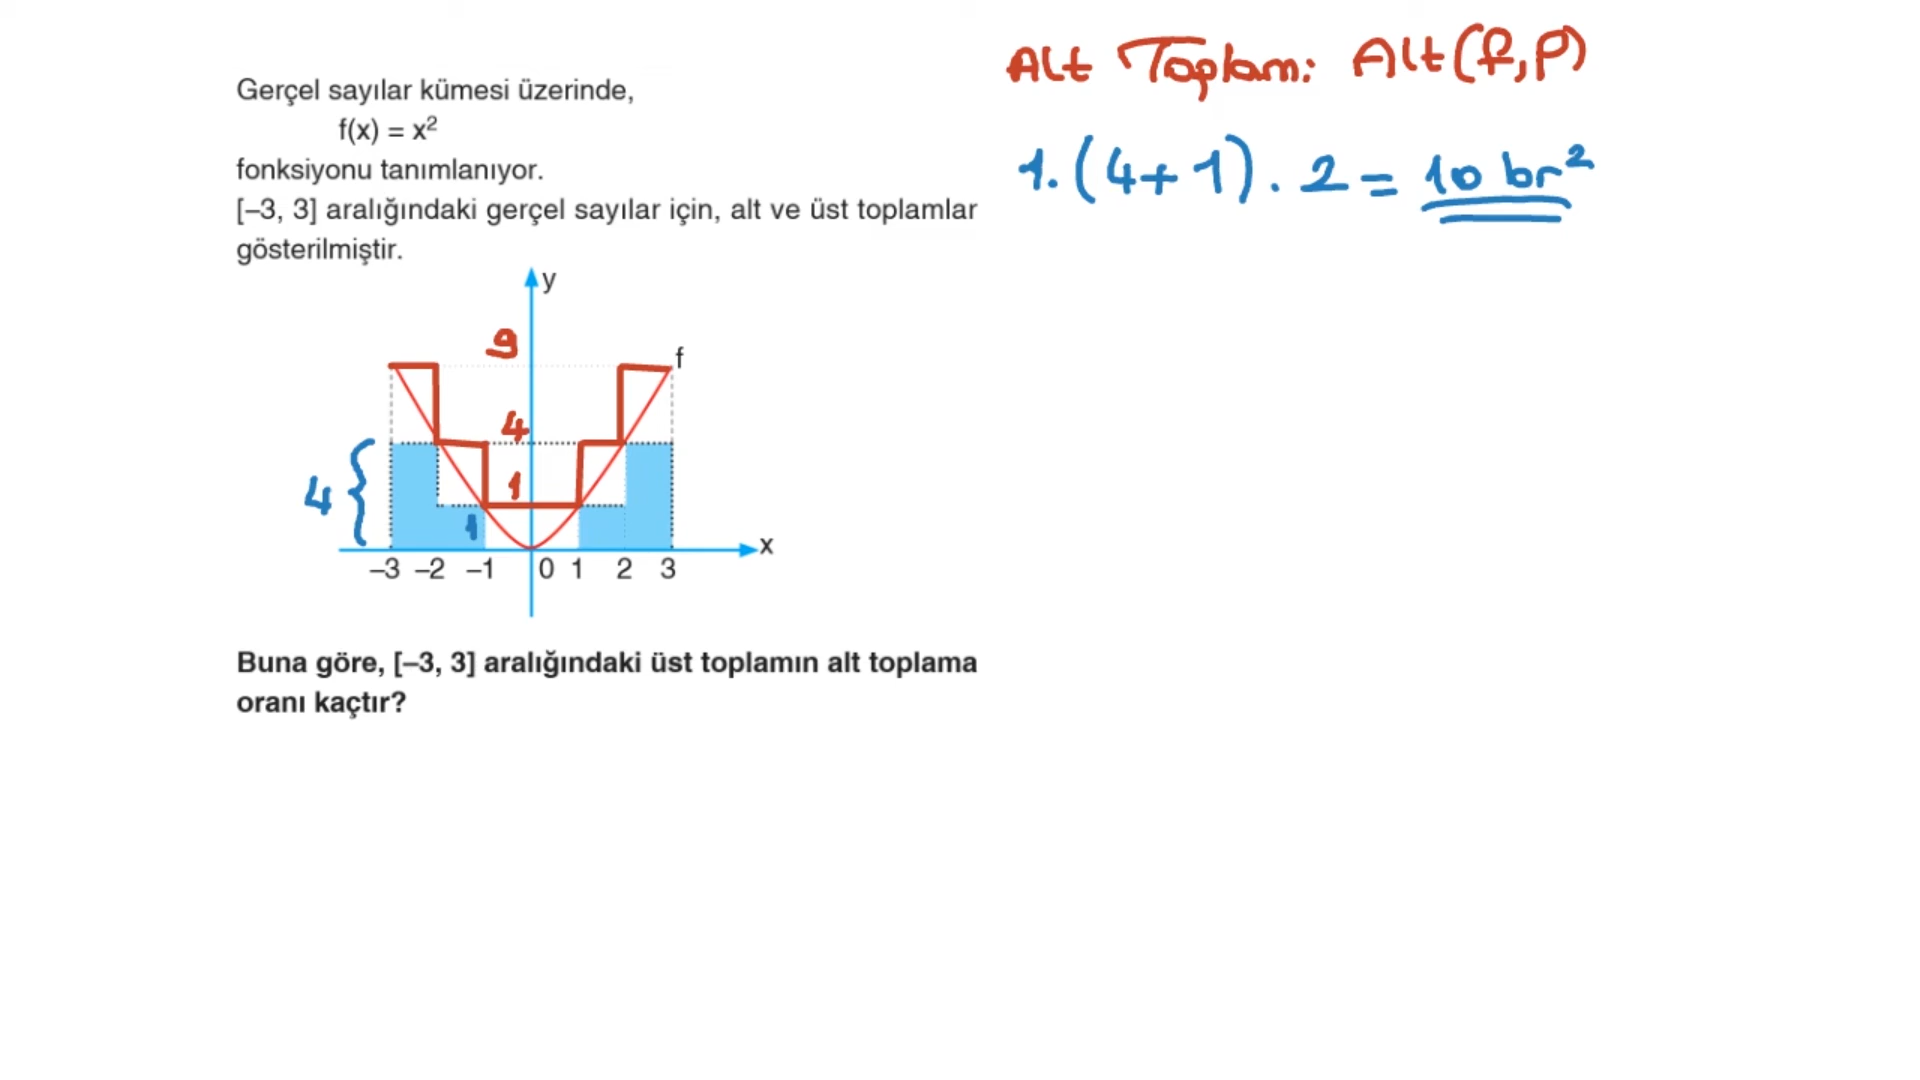 Gerçel sayılar kümesi üzerinde,
f(x) = x²
fonksiyonu tanımlanıyor.
[–3, 3] aralığındaki gerçel sayılar için, alt ve üst toplamlar
gösterilmiştir.
y
9
f
4
4
1
1
x
–3 –2 –1 0 1 2 3
Buna göre, [–3, 3] aralığındaki üst toplamın alt toplama
oranı kaçtır?
Alt Toplam: Alt(f,P)
1.(4+1).2 = 10 br²